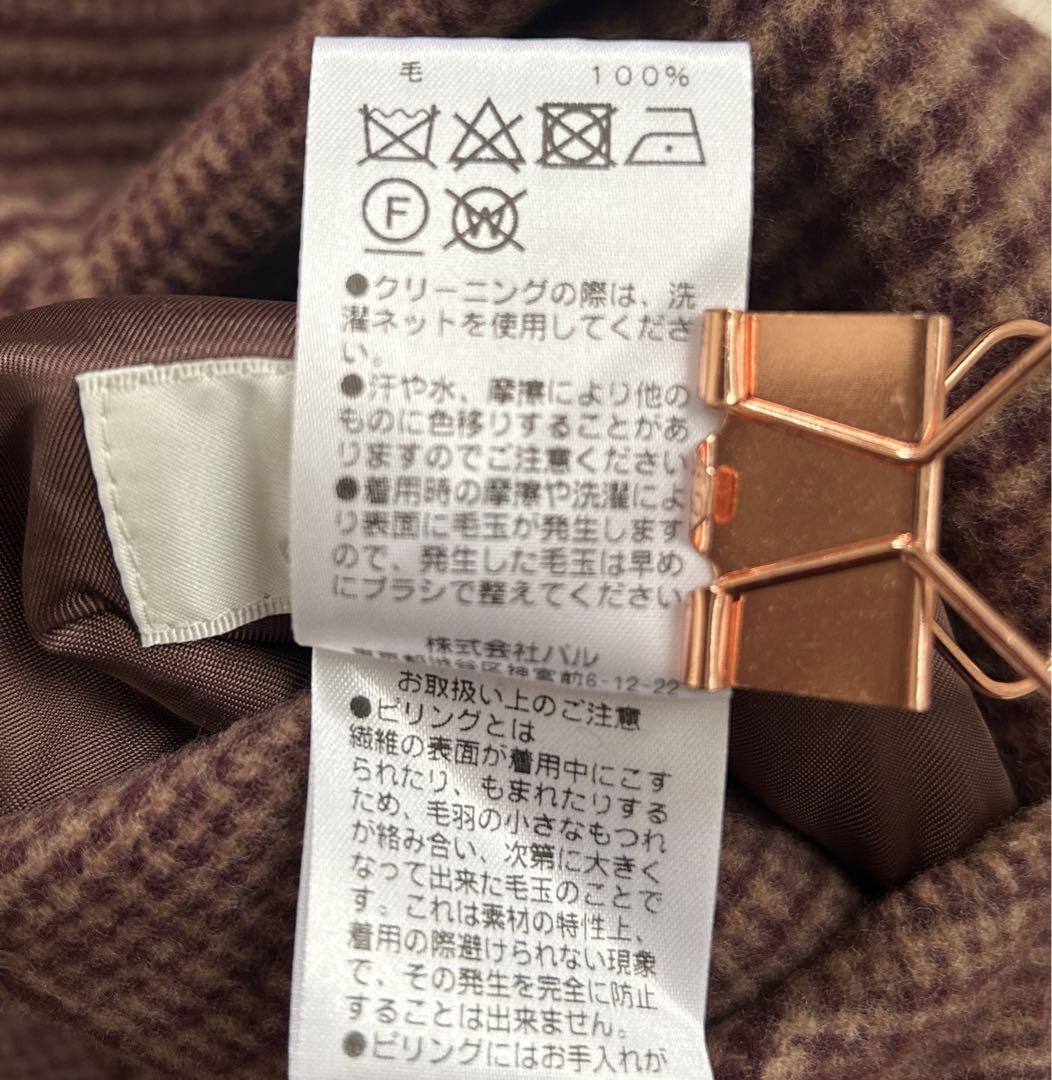 毛 100%
F
W
●クリーニングの際は、洗
濯ネットを使用してくださ
い。
●汗や水、摩擦により他の
ものに色移りすることがあ
りますのでご注意ください
●着用時の摩擦や洗濯によ
り表面に毛玉が発生します
ので、発生した毛玉は早め
にブラシで整えてください
株式会社パル
東京都渋谷区神宮前6-12-22
お取扱い上のご注意
●ピリングとは
繊維の表面が着用中にこす
られたり、もまれたりする
ため、毛羽の小さなもつれ
が絡み合い、次第に大きく
なって出来た毛玉のことで
す。これは素材の特性上、
着用の際避けられない現象
で、その発生を完全に防止
することは出来ません。
●ピリングにはお手入れが